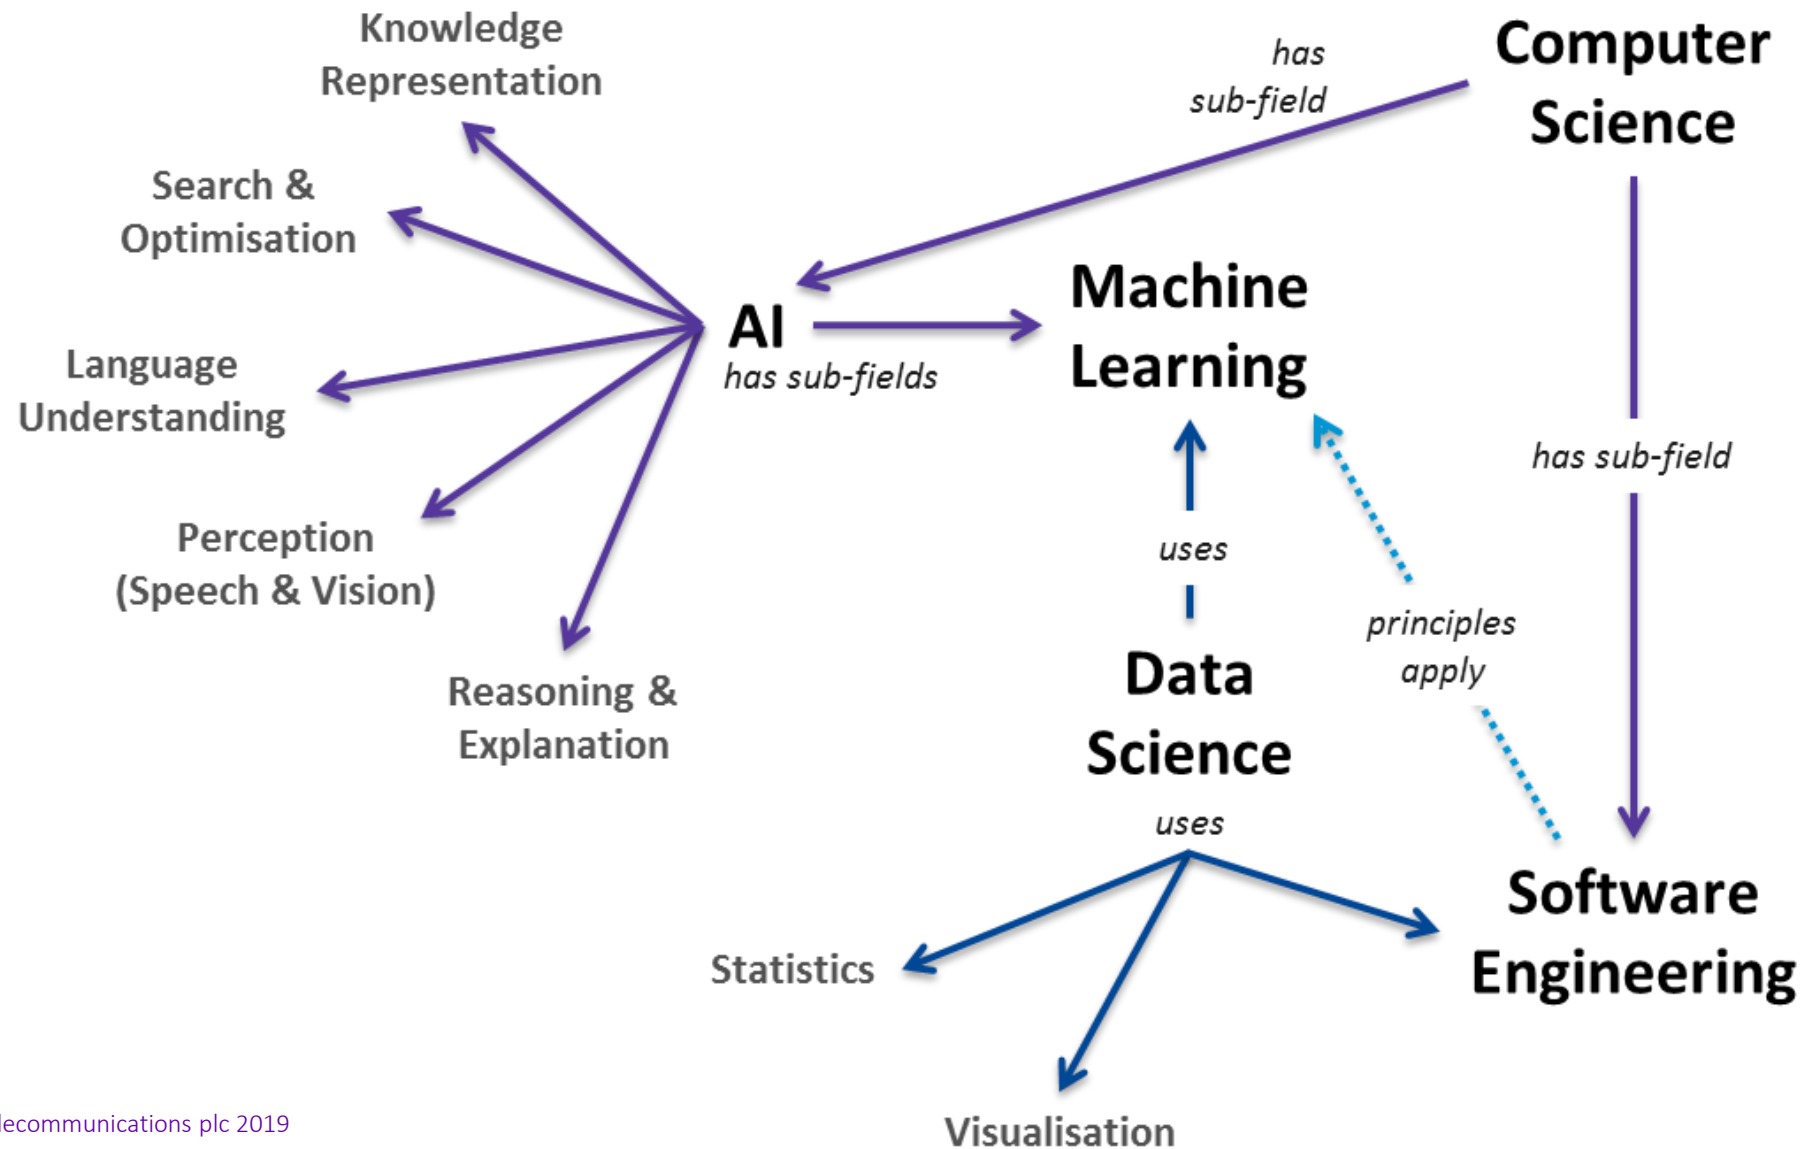 Knowledge
Representation
has
sub-field
Computer
Science
Search &
Optimisation
AI
has sub-fields
Machine
Learning
Language
Understanding
has sub-field
Perception
(Speech & Vision)
uses
principles
apply
Reasoning &
Explanation
Data
Science
uses
Software
Engineering
Statistics
Visualisation
plc 2019